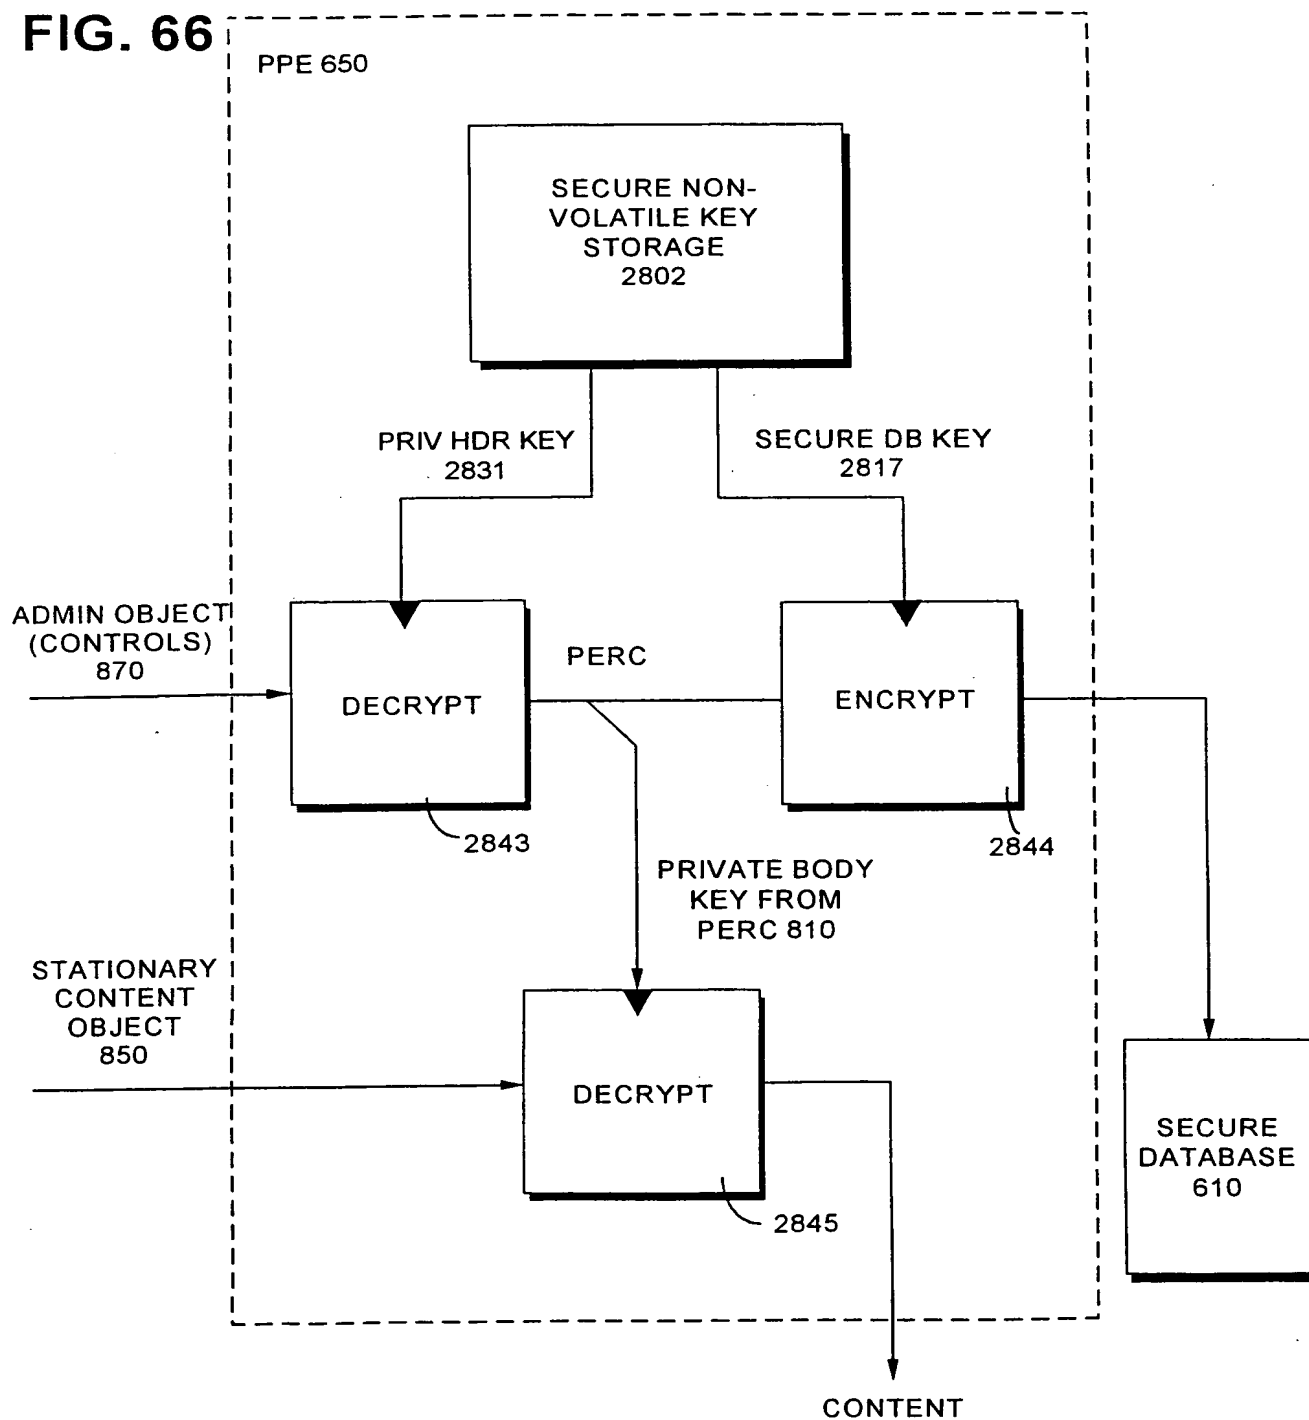 FIG. 66
PPE 650
SECURE NON-
VOLATILE KEY
STORAGE
2802
PRIV HDR KEY
2831
SECURE DB KEY
2817
ADMIN OBJECT
(CONTROLS)
870
DECRYPT
PERC
ENCRYPT
2843
2844
PRIVATE BODY
KEY FROM
PERC 810
STATIONARY
CONTENT
OBJECT
850
DECRYPT
2845
SECURE
DATABASE
610
CONTENT